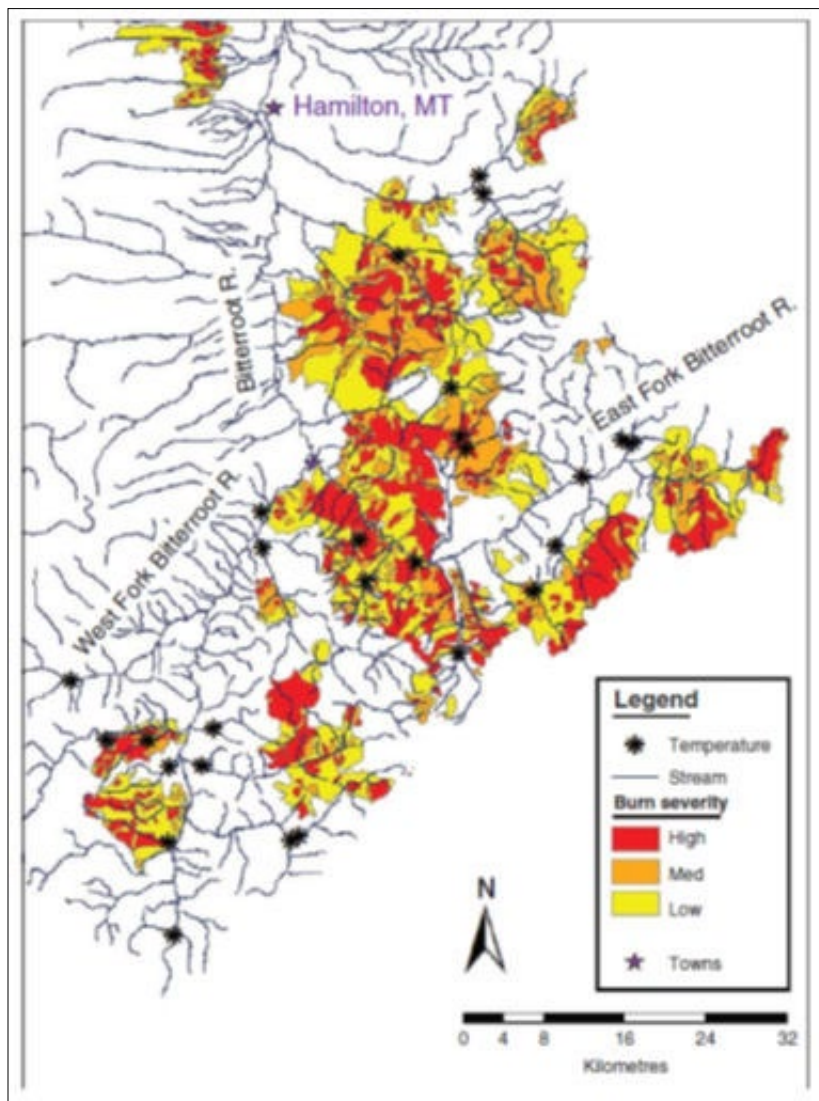 Hamilton, MT
Bitterroot R.
East Fork Bitterroot R.
West Fork Bitterroot R.
Legend
Temperature
Stream
Burn severity
High
Med
Low
Towns
N
0 4 8 16 24 32
Kilometres